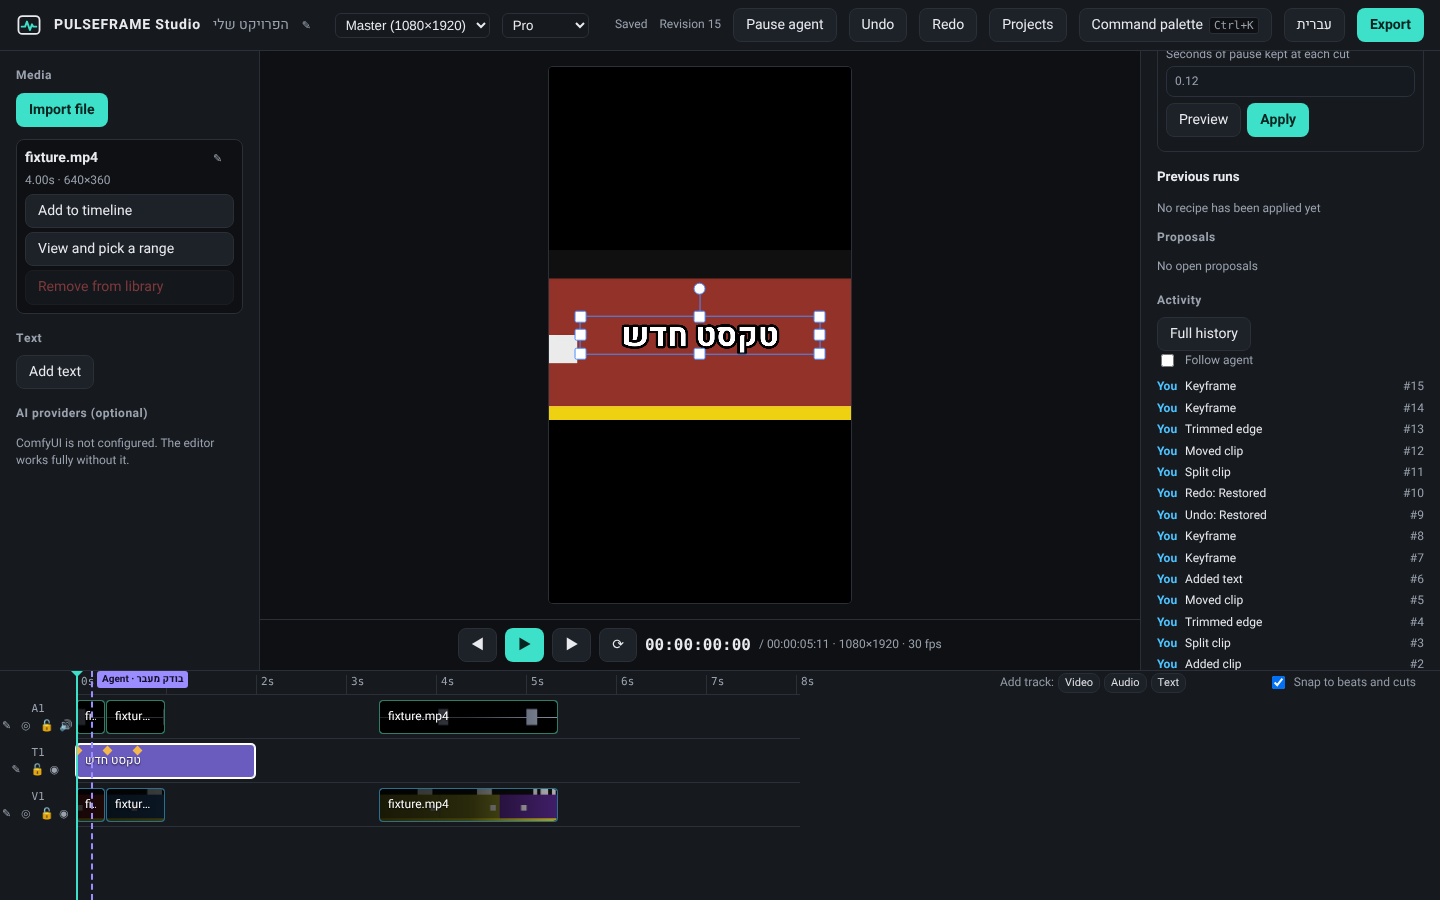 PULSEFRAME Studio
הפרויקט שלי
Master (1080×1920)
Pro
Saved
Revision 15
Pause agent
Undo
Redo
Projects
Command palette Ctrl+K
עברית
Export
Media
Import file
fixture.mp4
4.00s · 640×360
Add to timeline
View and pick a range
Remove from library
Text
Add text
AI providers (optional)
ComfyUI is not configured. The editor
works fully without it.
טקסט חדש
00:00:00:00 / 00:00:05:11 · 1080×1920 · 30 fps
Seconds of pause kept at each cut
0.12
Preview
Apply
Previous runs
No recipe has been applied yet
Proposals
No open proposals
Activity
Full history
Follow agent
You Keyframe #15
You Keyframe #14
You Trimmed edge #13
You Moved clip #12
You Split clip #11
You Redo: Restored #10
You Undo: Restored #9
You Keyframe #8
You Keyframe #7
You Added text #6
You Moved clip #5
You Trimmed edge #4
You Split clip #3
You Added clip #2
0s
Agent · בודק מעבר
2s
3s
4s
5s
6s
7s
8s
Add track:
Video
Audio
Text
Snap to beats and cuts
A1
fi…
fixtur…
fixture.mp4
T1
טקסט חדש
V1
fi…
fixtur…
fixture.mp4